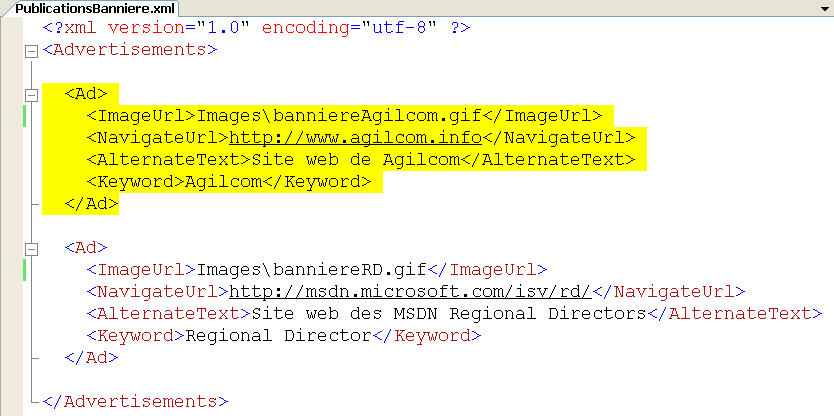 PublicationsBanniere.xml
<?xml version="1.0" encoding="utf-8" ?>
<Advertisements>
<Ad>
<ImageUrl>Images\banniereAgilcom.gif</ImageUrl>
<NavigateUrl>http://www.agilcom.info</NavigateUrl>
<AlternateText>Site web de Agilcom</AlternateText>
<Keyword>Agilcom</Keyword>
</Ad>
<Ad>
<ImageUrl>Images\banniereRD.gif</ImageUrl>
<NavigateUrl>http://msdn.microsoft.com/isv/rd/</NavigateUrl>
<AlternateText>Site web des MSDN Regional Directors</AlternateText>
<Keyword>Regional Director</Keyword>
</Ad>
</Advertisements>